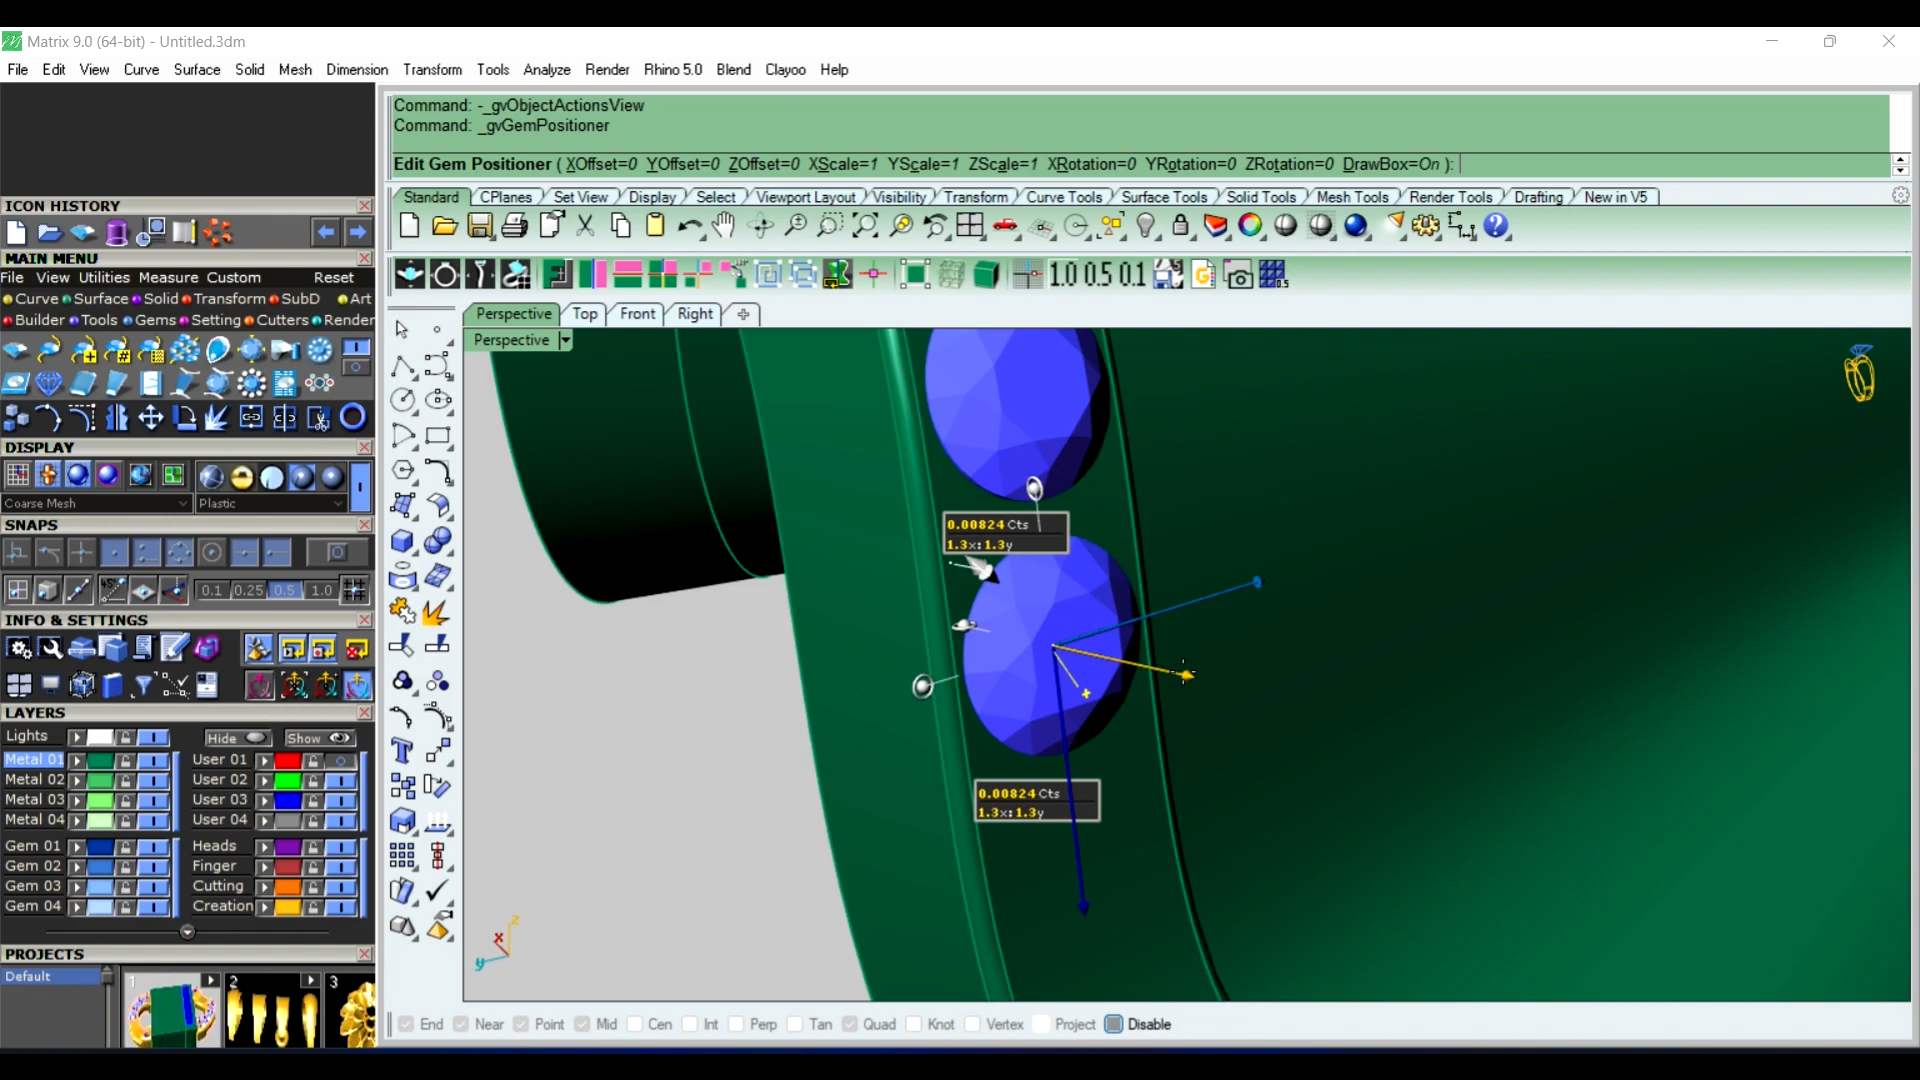 Matrix 9.0 (64-bit) - Untitled.3dm
File Edit View Curve Surface Solid Mesh Dimension Transform Tools Analyze Render Rhino 5.0 Blend Clayoo Help
Command: -_gvObjectActionsView
Command: _gvGemPositioner
Edit Gem Positioner ( XOffset=0 YOffset=0 ZOffset=0 XScale=1 YScale=1 ZScale=1 XRotation=0 YRotation=0 ZRotation=0 DrawBox=On ):
Standard CPlanes Set View Display Select Viewport Layout Visibility Transform Curve Tools Surface Tools Solid Tools Mesh Tools Render Tools Drafting New in V5
1.0 0.5 0.1
Perspective Top Front Right
Perspective
0.00824 Cts
1.3x:1.3y
0.00824 Cts
1.3x:1.3y
z
x
y
End Near Point Mid Cen Int Perp Tan Quad Knot Vertex Project Disable
ICON HISTORY
MAIN MENU
File View Utilities Measure Custom Reset
Curve Surface Solid Transform SubD Art
Builder Tools Gems Setting Cutters Render
DISPLAY
Coarse Mesh Plastic
SNAPS
0.1 0.25 0.5 1.0
INFO & SETTINGS
LAYERS
Lights Hide Show
Metal 01 User 01
Metal 02 User 02
Metal 03 User 03
Metal 04 User 04
Gem 01 Heads
Gem 02 Finger
Gem 03 Cutting
Gem 04 Creation
PROJECTS
Default 1 2 3